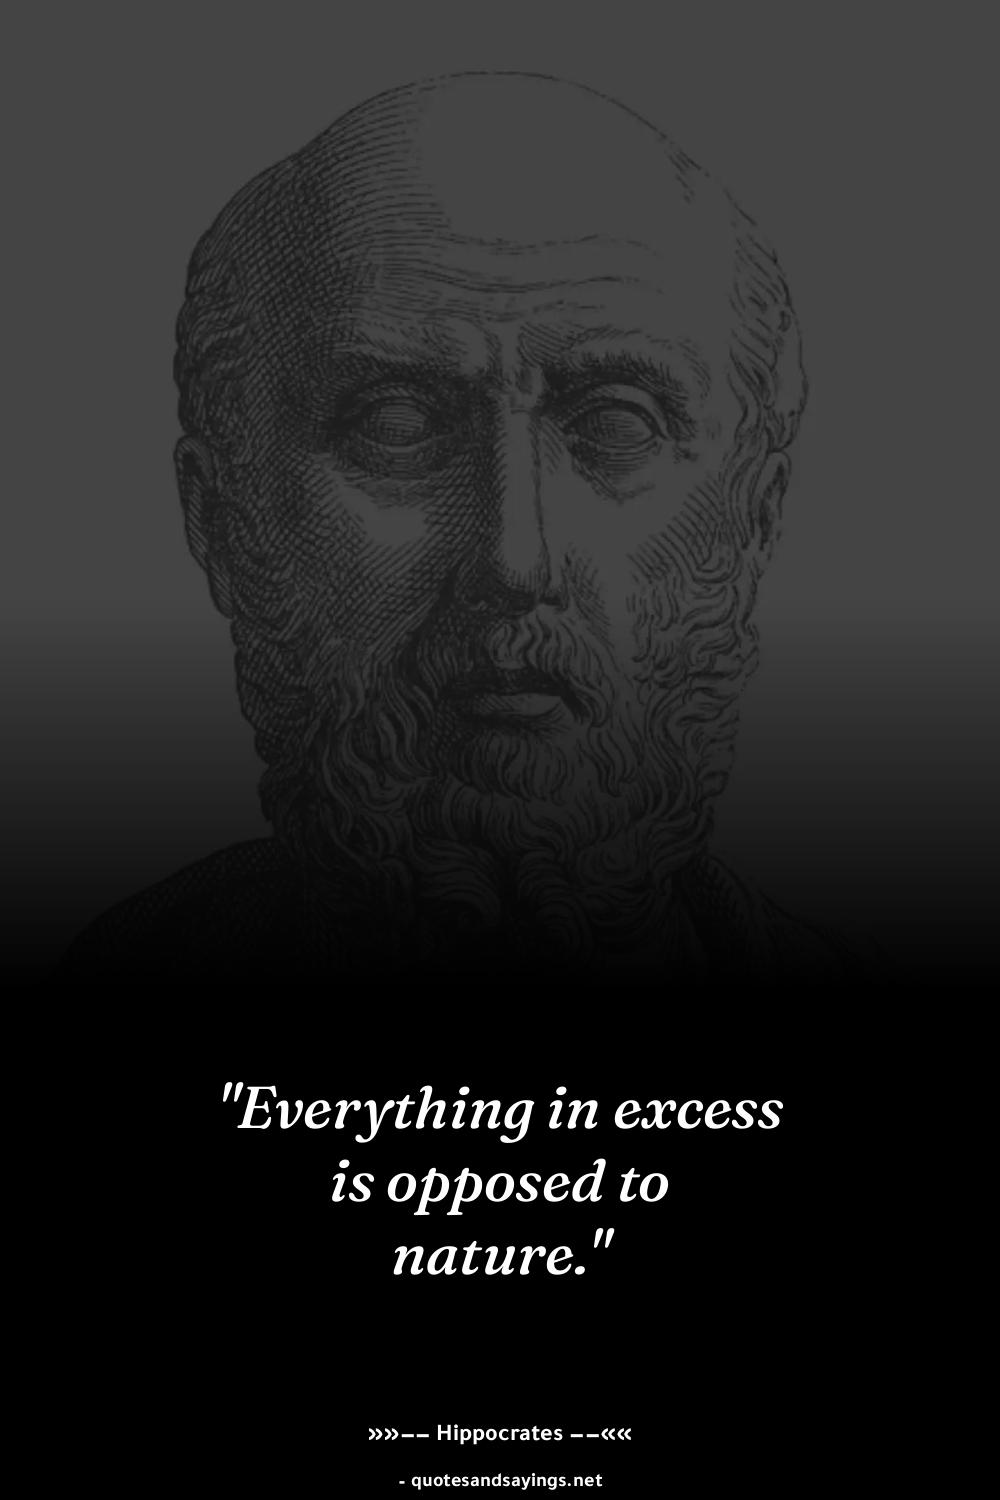 "Everything in excess
is opposed to
nature."
»»–– Hippocrates ––««
- quotesandsayings.net